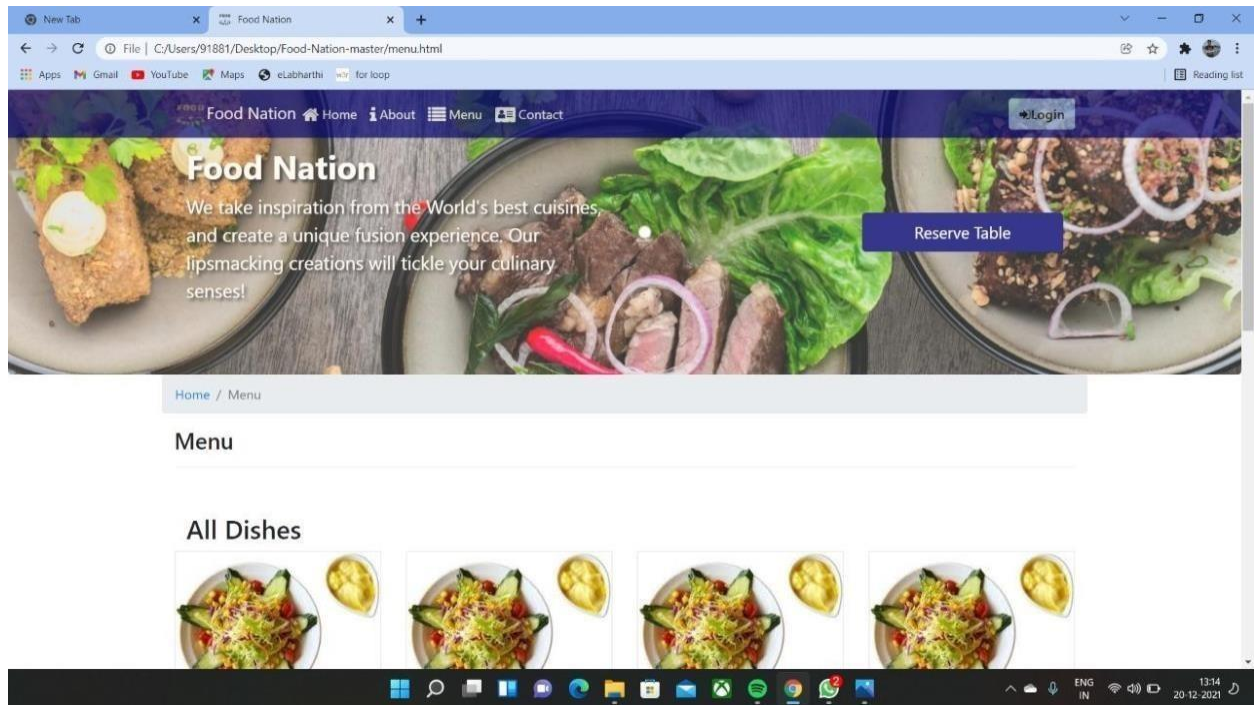 New Tab
Food Nation
File | C:/Users/91881/Desktop/Food-Nation-master/menu.html
Apps Gmail YouTube Maps eLabharthi for loop Reading list
Food Nation Home About Menu Contact Login
Food Nation
We take inspiration from the World's best cuisines,
and create a unique fusion experience. Our
lipsmacking creations will tickle your culinary
senses!
Reserve Table
Home / Menu
Menu
All Dishes
2
ENG
IN
13:14
20-12-2021